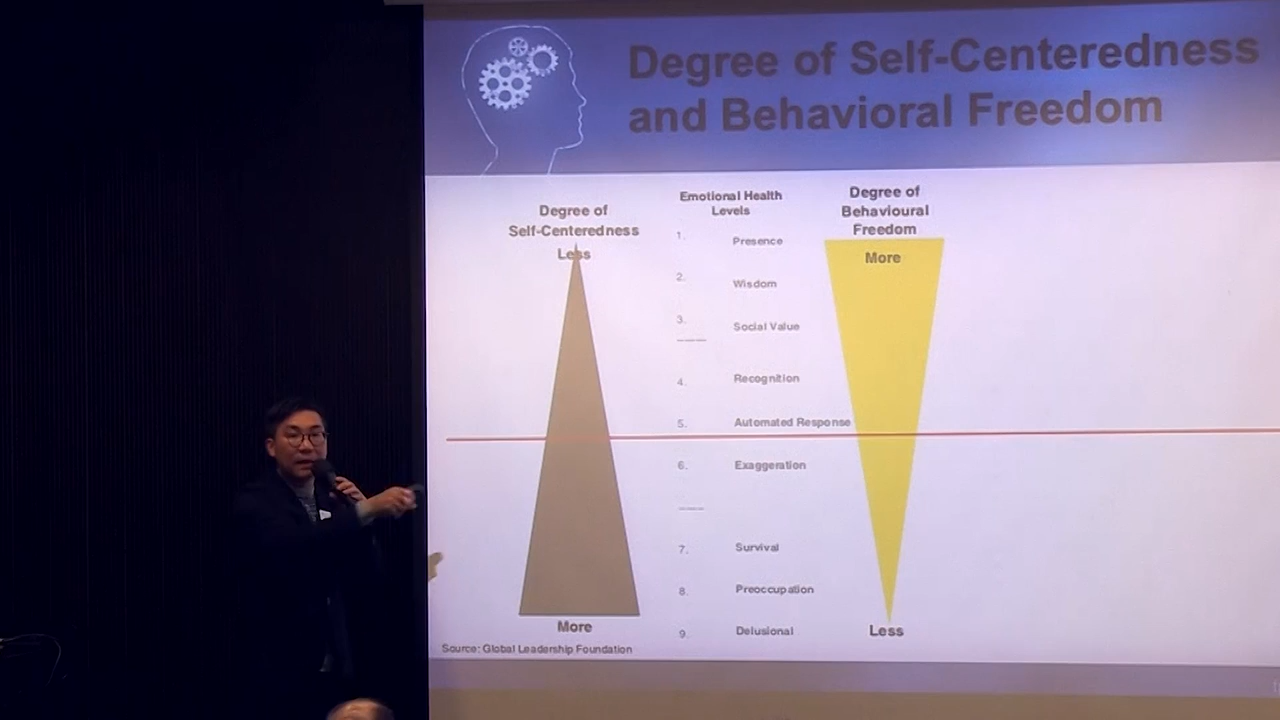 Degree of Self-Centeredness
and Behavioral Freedom
Degree of
Self-Centeredness
Less
More
Emotional Health
Levels
1. Presence
2. Wisdom
3. Social Value
4. Recognition
5. Automated Response
6. Exaggeration
7. Survival
8. Preoccupation
9. Delusional
Degree of
Behavioural
Freedom
More
Less
Source: Global Leadership Foundation